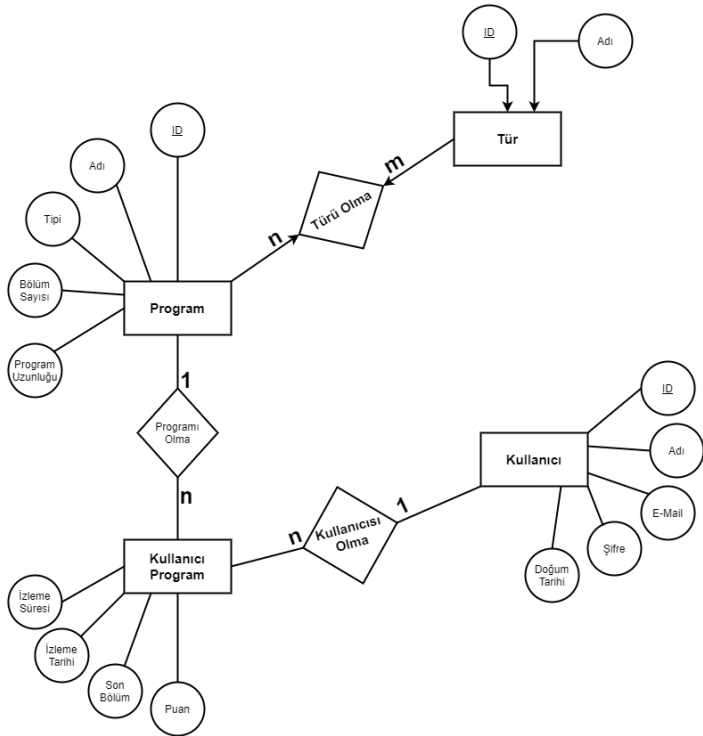 ID
Adı
Tür
ID
Adı
Tipi
Bölüm
Sayısı
Program
Uzunluğu
m
Türü Olma
n
Program
1
Programı
Olma
n
ID
Adı
E-Mail
Şifre
Doğum
Tarihi
Kullanıcı
1
Kullanıcısı
Olma
n
Kullanıcı
Program
İzleme
Süresi
İzleme
Tarihi
Son
Bölüm
Puan